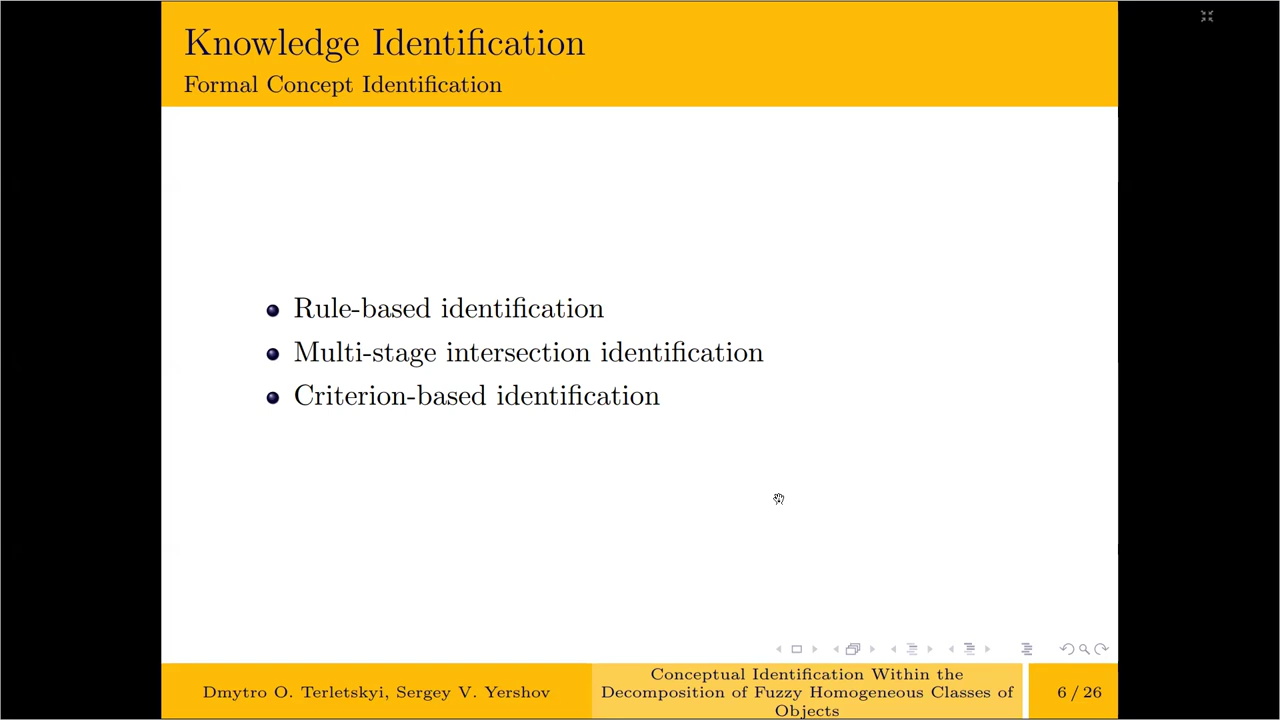 Knowledge Identification
Formal Concept Identification
Rule-based identification
Multi-stage intersection identification
Criterion-based identification
Dmytro O. Terletskyi, Sergey V. Yershov
Conceptual Identification Within the
Decomposition of Fuzzy Homogeneous Classes of
Objects
6 / 26